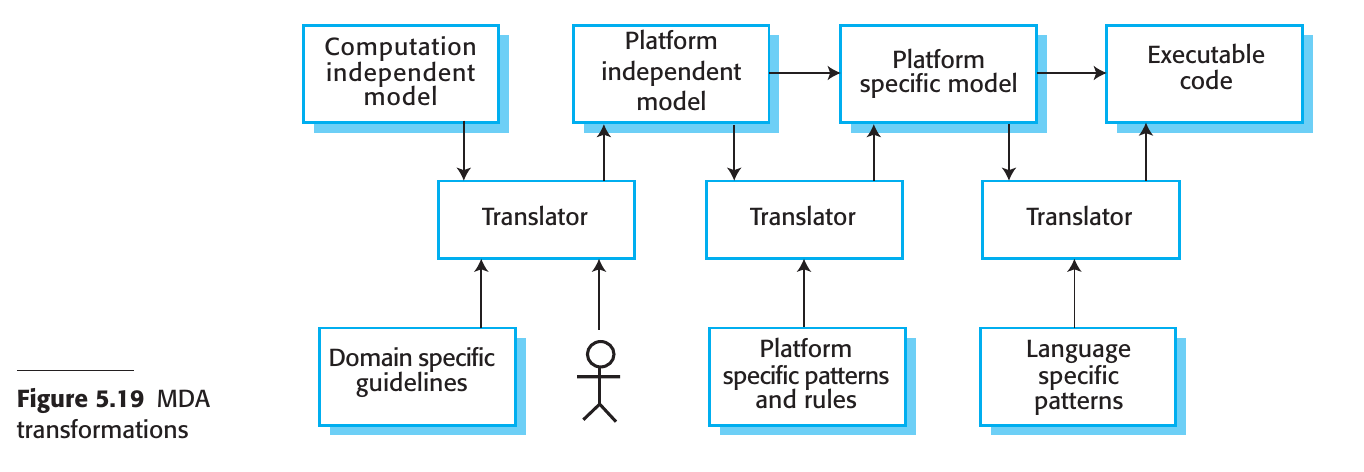 Computation
independent
model
Platform
independent
model
Platform
specific model
Executable
code
Translator
Translator
Translator
Domain specific
guidelines
Platform
specific patterns
and rules
Language
specific
patterns
Figure 5.19 MDA
transformations